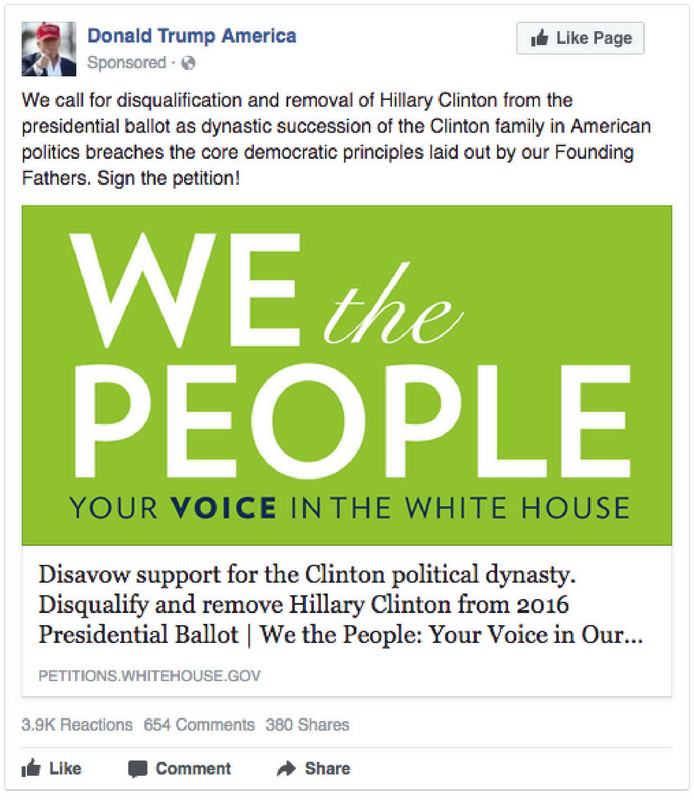 Donald Trump America
Like Page
Sponsored ·
We call for disqualification and removal of Hillary Clinton from the
presidential ballot as dynastic succession of the Clinton family in American
politics breaches the core democratic principles laid out by our Founding
Fathers. Sign the petition!
WE the
PEOPLE
YOUR VOICE IN THE WHITE HOUSE
Disavow support for the Clinton political dynasty.
Disqualify and remove Hillary Clinton from 2016
Presidential Ballot | We the People: Your Voice in Our...
PETITIONS.WHITEHOUSE.GOV
3.9K Reactions 654 Comments 380 Shares
Like Comment Share